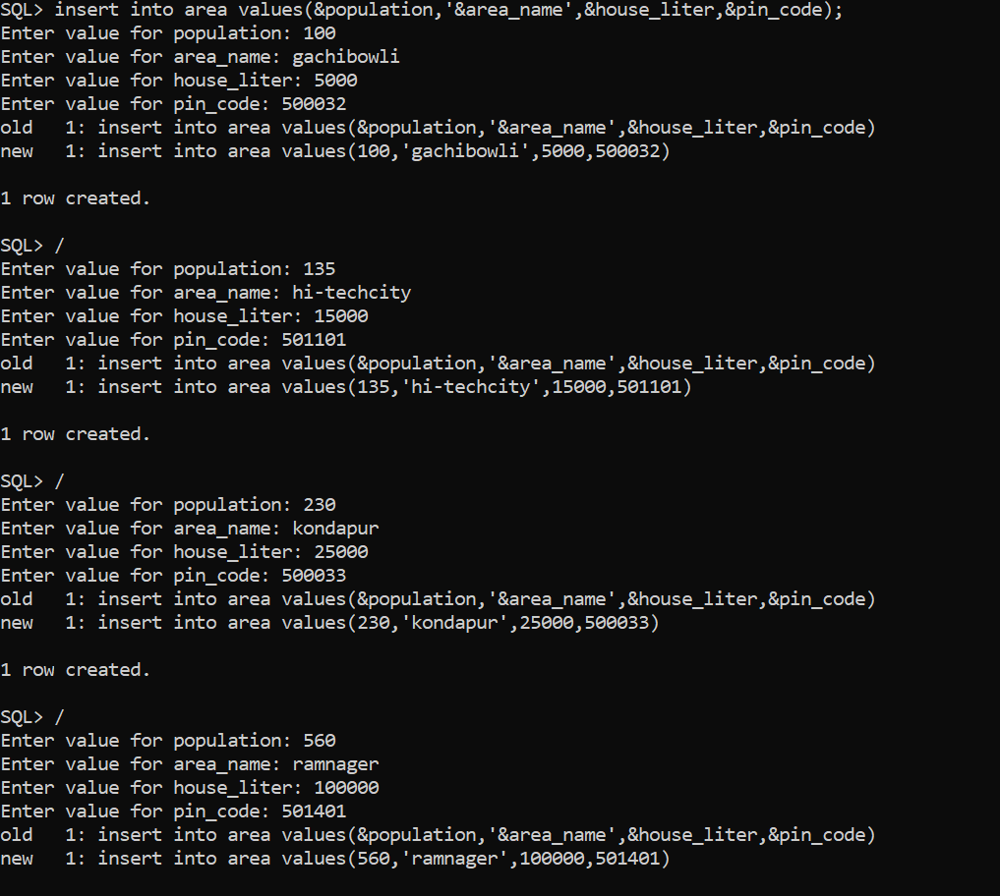 SQL> insert into area values(&population,'&area_name',&house_liter,&pin_code);
Enter value for population: 100
Enter value for area_name: gachibowli
Enter value for house_liter: 5000
Enter value for pin_code: 500032
old   1: insert into area values(&population,'&area_name',&house_liter,&pin_code)
new   1: insert into area values(100,'gachibowli',5000,500032)

1 row created.

SQL> /
Enter value for population: 135
Enter value for area_name: hi-techcity
Enter value for house_liter: 15000
Enter value for pin_code: 501101
old   1: insert into area values(&population,'&area_name',&house_liter,&pin_code)
new   1: insert into area values(135,'hi-techcity',15000,501101)

1 row created.

SQL> /
Enter value for population: 230
Enter value for area_name: kondapur
Enter value for house_liter: 25000
Enter value for pin_code: 500033
old   1: insert into area values(&population,'&area_name',&house_liter,&pin_code)
new   1: insert into area values(230,'kondapur',25000,500033)

1 row created.

SQL> /
Enter value for population: 560
Enter value for area_name: ramnager
Enter value for house_liter: 100000
Enter value for pin_code: 501401
old   1: insert into area values(&population,'&area_name',&house_liter,&pin_code)
new   1: insert into area values(560,'ramnager',100000,501401)